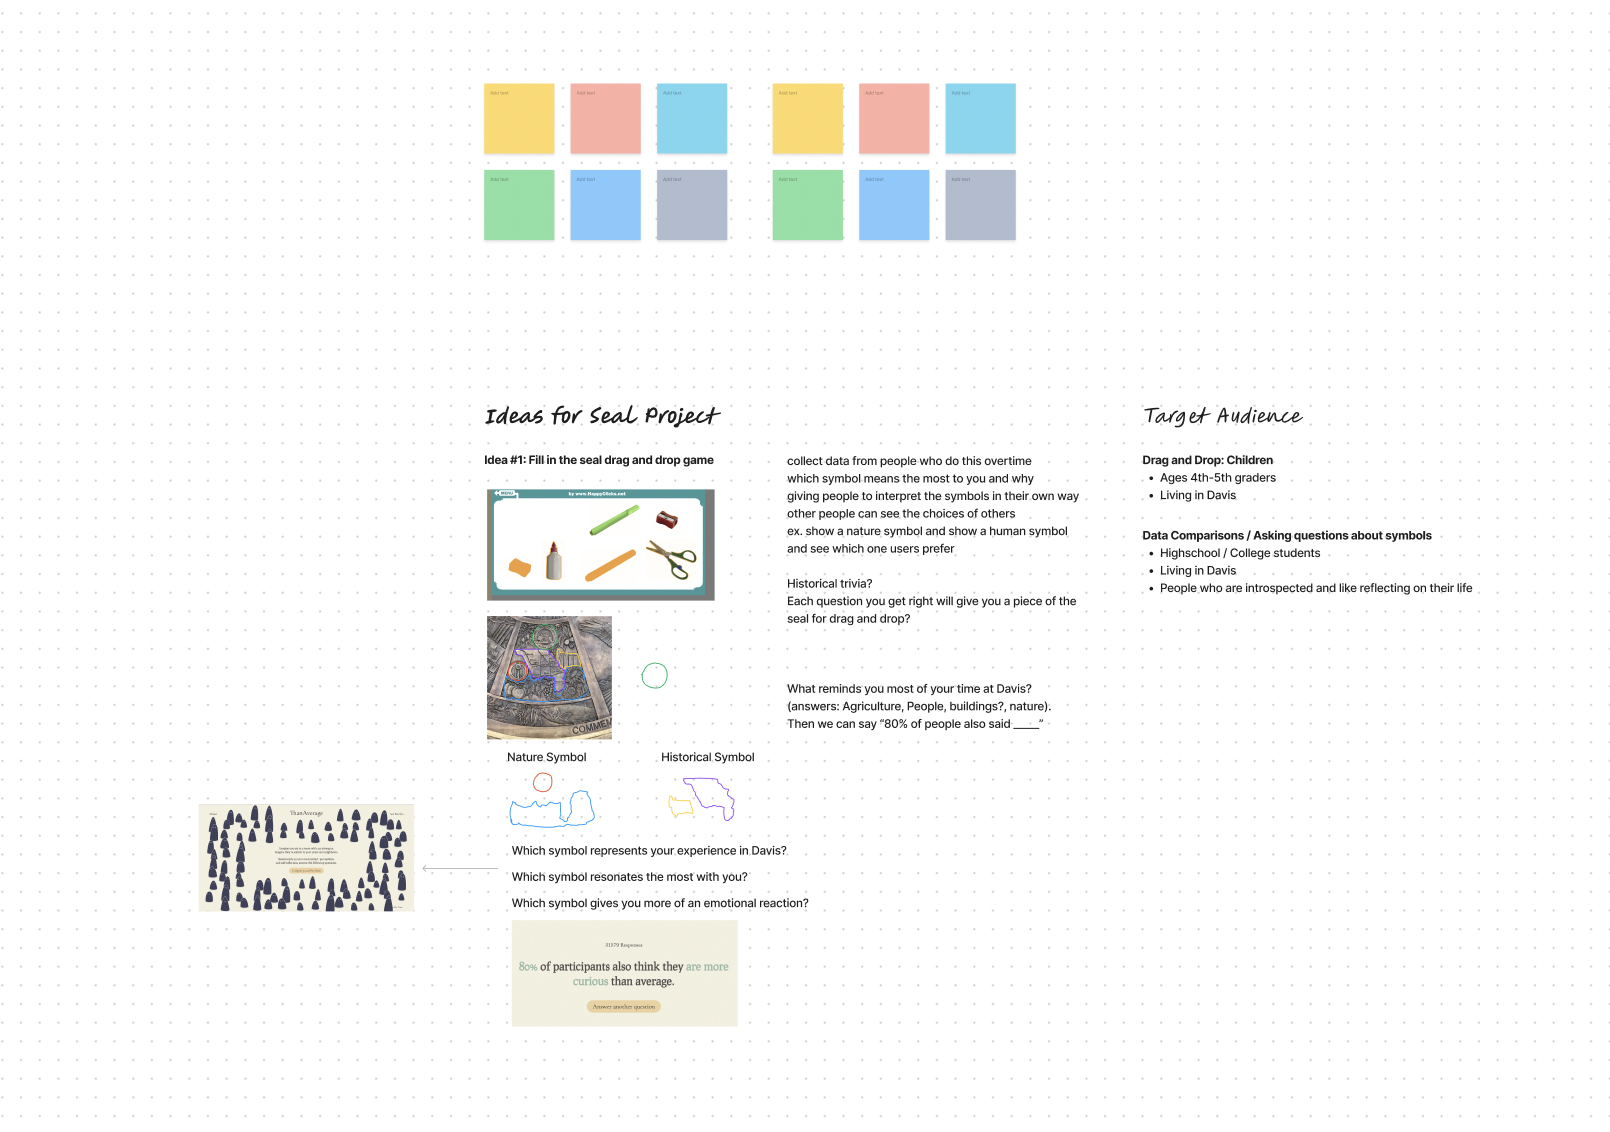 Add text
Add text
Add text
Add text
Add text
Add text
Add text
Add text
Add text
Add text
Add text
Add text
Ideas for Seal Project
Idea #1: Fill in the seal drag and drop game
MENU
by www.HappyClicks.net
COMMEM
Nature Symbol
Historical Symbol
ThanAverage
Which symbol represents your experience in Davis?
Which symbol resonates the most with you?
Which symbol gives you more of an emotional reaction?
80% of participants also think they are more
curious than average.
Answer another question
collect data from people who do this overtime
which symbol means the most to you and why
giving people to interpret the symbols in their own way
other people can see the choices of others
ex. show a nature symbol and show a human symbol
and see which one users prefer
Historical trivia?
Each question you get right will give you a piece of the
seal for drag and drop?
What reminds you most of your time at Davis?
(answers: Agriculture, People, buildings?, nature).
Then we can say “80% of people also said ____”
Target Audience
Drag and Drop: Children
• Ages 4th-5th graders
• Living in Davis
Data Comparisons / Asking questions about symbols
• Highschool / College students
• Living in Davis
• People who are introspected and like reflecting on their life